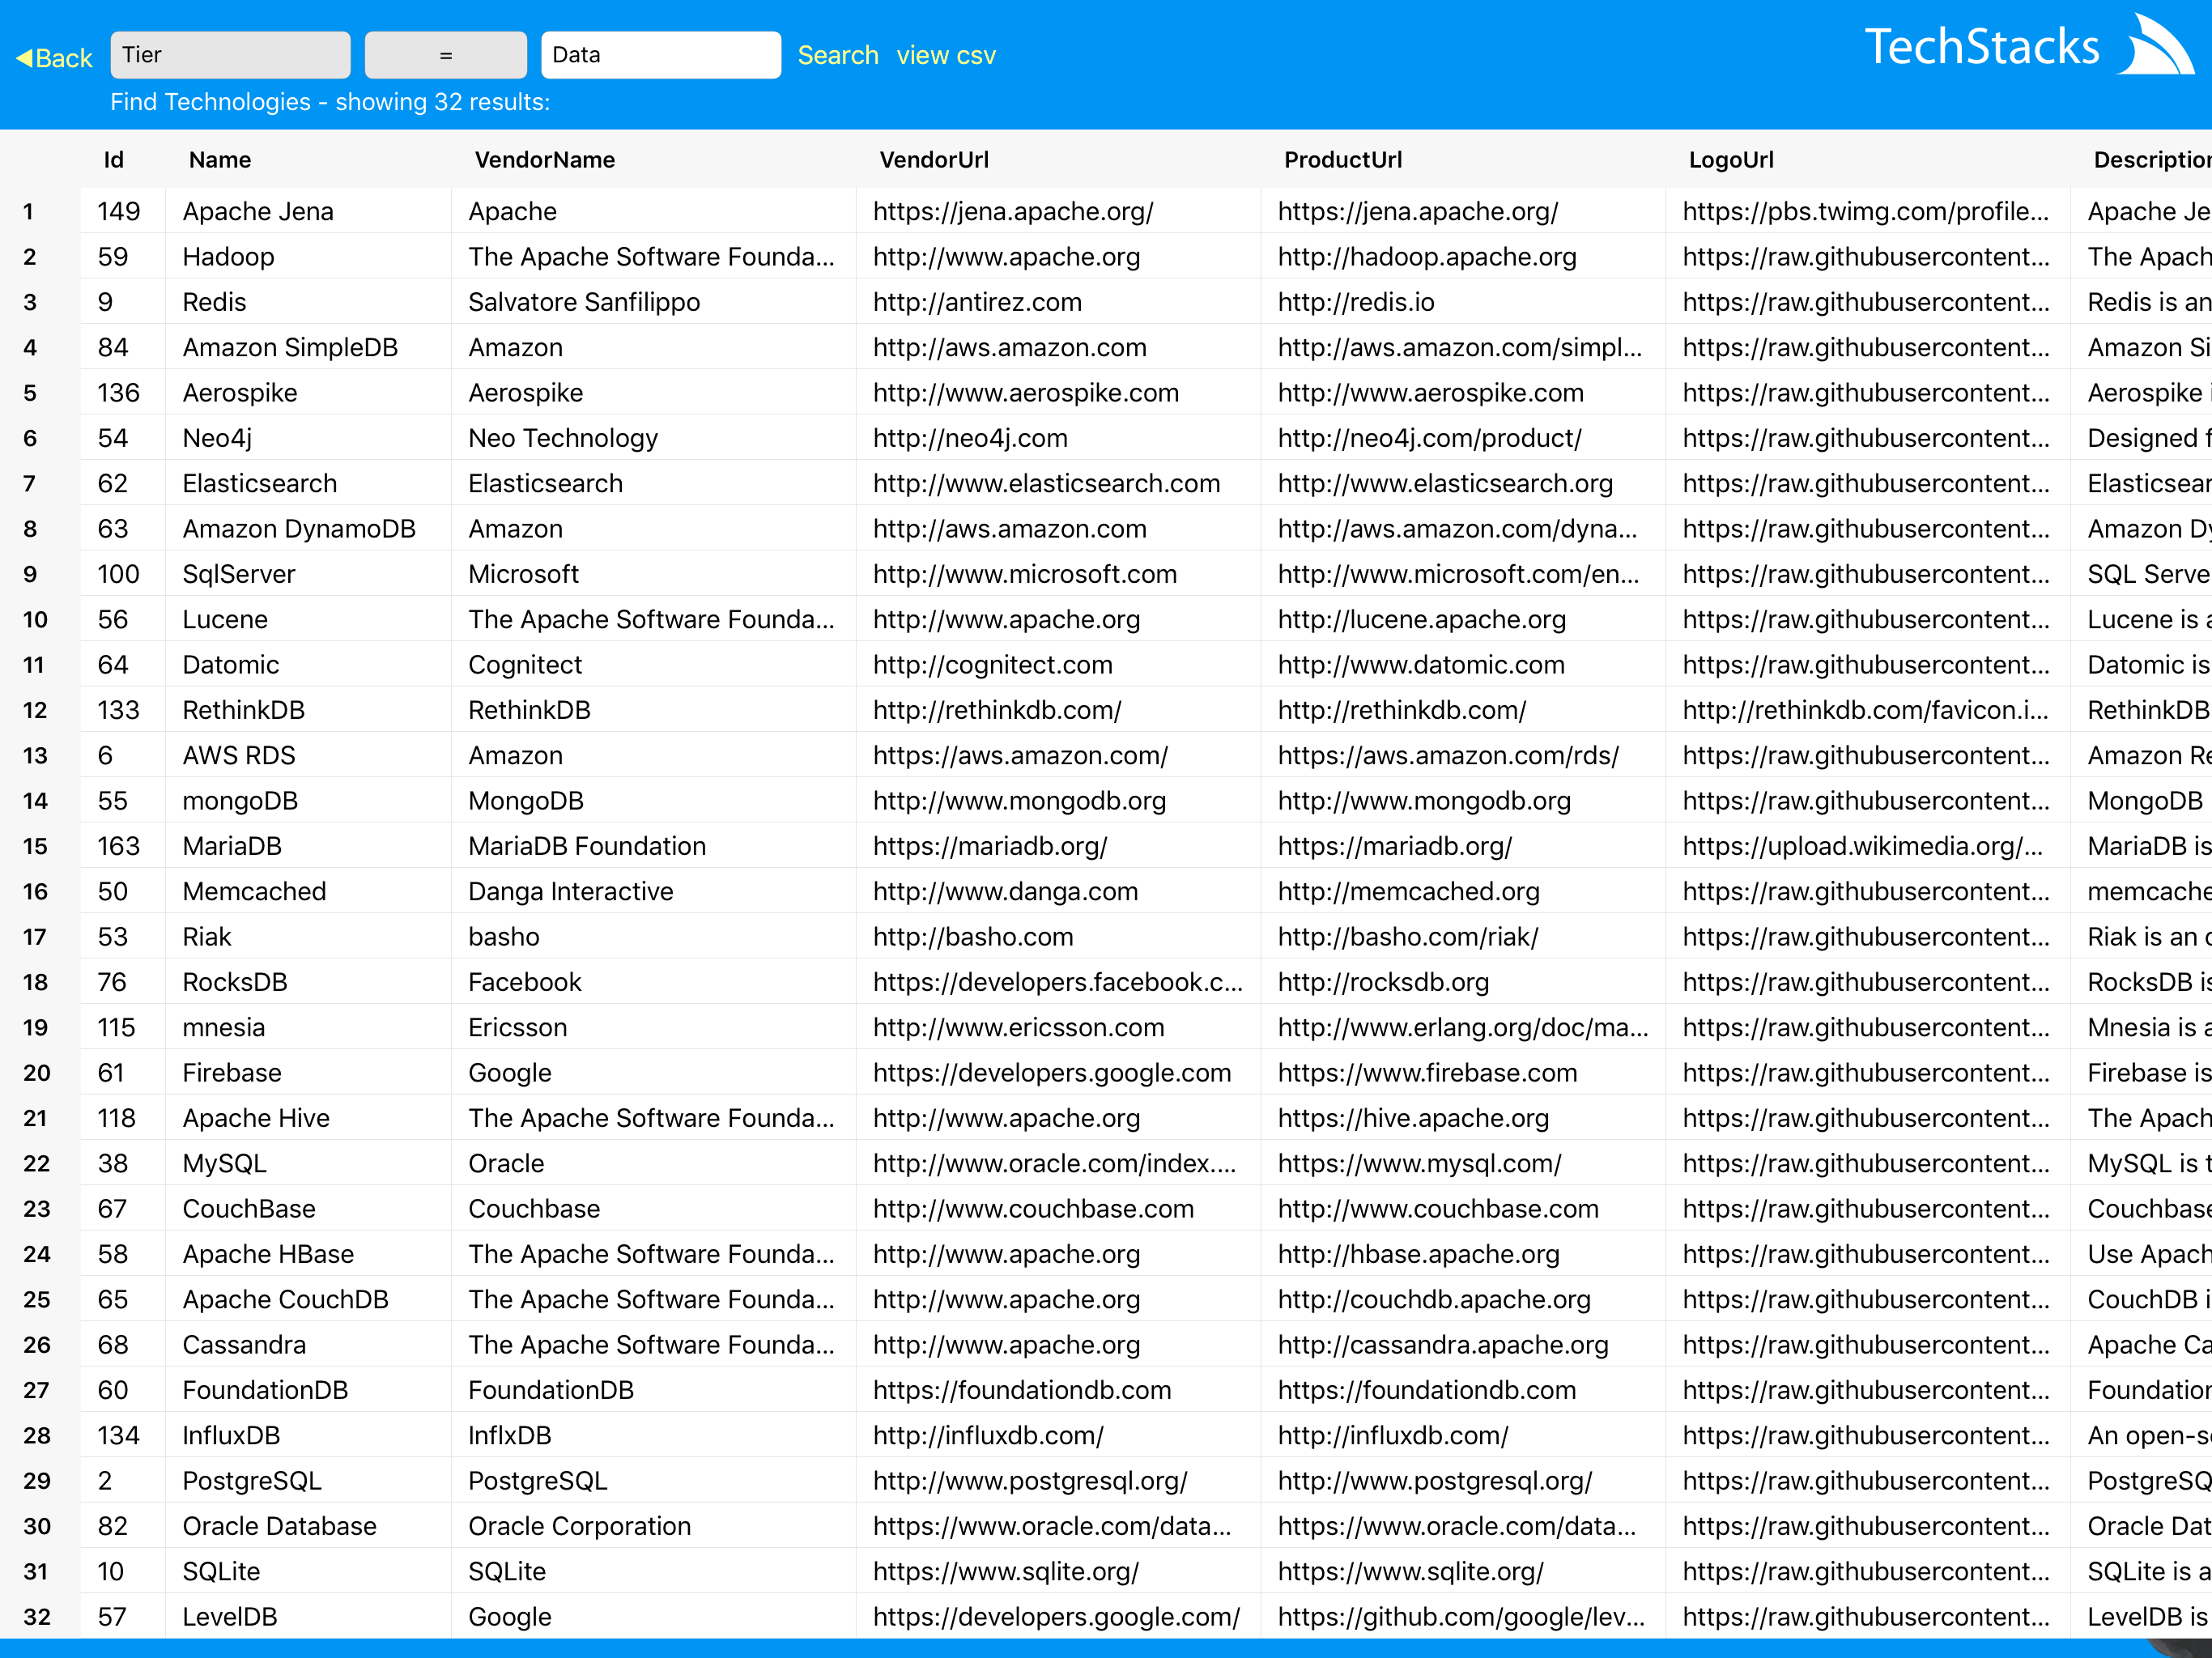 ◀Back Tier = Data Search view csv TechStacks
Find Technologies - showing 32 results:
Id Name VendorName VendorUrl ProductUrl LogoUrl Description
1 149 Apache Jena Apache https://jena.apache.org/ https://jena.apache.org/ https://pbs.twimg.com/profile... Apache Je
2 59 Hadoop The Apache Software Founda... http://www.apache.org http://hadoop.apache.org https://raw.githubusercontent... The Apach
3 9 Redis Salvatore Sanfilippo http://antirez.com http://redis.io https://raw.githubusercontent... Redis is an
4 84 Amazon SimpleDB Amazon http://aws.amazon.com http://aws.amazon.com/simpl... https://raw.githubusercontent... Amazon Si
5 136 Aerospike Aerospike http://www.aerospike.com http://www.aerospike.com https://raw.githubusercontent... Aerospike i
6 54 Neo4j Neo Technology http://neo4j.com http://neo4j.com/product/ https://raw.githubusercontent... Designed f
7 62 Elasticsearch Elasticsearch http://www.elasticsearch.com http://www.elasticsearch.org https://raw.githubusercontent... Elasticsear
8 63 Amazon DynamoDB Amazon http://aws.amazon.com http://aws.amazon.com/dyna... https://raw.githubusercontent... Amazon Dy
9 100 SqlServer Microsoft http://www.microsoft.com http://www.microsoft.com/en... https://raw.githubusercontent... SQL Serve
10 56 Lucene The Apache Software Founda... http://www.apache.org http://lucene.apache.org https://raw.githubusercontent... Lucene is a
11 64 Datomic Cognitect http://cognitect.com http://www.datomic.com https://raw.githubusercontent... Datomic is
12 133 RethinkDB RethinkDB http://rethinkdb.com/ http://rethinkdb.com/ http://rethinkdb.com/favicon.i... RethinkDB
13 6 AWS RDS Amazon https://aws.amazon.com/ https://aws.amazon.com/rds/ https://raw.githubusercontent... Amazon Re
14 55 mongoDB MongoDB http://www.mongodb.org http://www.mongodb.org https://raw.githubusercontent... MongoDB
15 163 MariaDB MariaDB Foundation https://mariadb.org/ https://mariadb.org/ https://upload.wikimedia.org/... MariaDB is
16 50 Memcached Danga Interactive http://www.danga.com http://memcached.org https://raw.githubusercontent... memcache
17 53 Riak basho http://basho.com http://basho.com/riak/ https://raw.githubusercontent... Riak is an o
18 76 RocksDB Facebook https://developers.facebook.c... http://rocksdb.org https://raw.githubusercontent... RocksDB is
19 115 mnesia Ericsson http://www.ericsson.com http://www.erlang.org/doc/ma... https://raw.githubusercontent... Mnesia is a
20 61 Firebase Google https://developers.google.com https://www.firebase.com https://raw.githubusercontent... Firebase is
21 118 Apache Hive The Apache Software Founda... http://www.apache.org https://hive.apache.org https://raw.githubusercontent... The Apach
22 38 MySQL Oracle http://www.oracle.com/index.... https://www.mysql.com/ https://raw.githubusercontent... MySQL is t
23 67 CouchBase Couchbase http://www.couchbase.com http://www.couchbase.com https://raw.githubusercontent... Couchbase
24 58 Apache HBase The Apache Software Founda... http://www.apache.org http://hbase.apache.org https://raw.githubusercontent... Use Apach
25 65 Apache CouchDB The Apache Software Founda... http://www.apache.org http://couchdb.apache.org https://raw.githubusercontent... CouchDB i
26 68 Cassandra The Apache Software Founda... http://www.apache.org http://cassandra.apache.org https://raw.githubusercontent... Apache Ca
27 60 FoundationDB FoundationDB https://foundationdb.com https://foundationdb.com https://raw.githubusercontent... Foundation
28 134 InfluxDB InflxDB http://influxdb.com/ http://influxdb.com/ https://raw.githubusercontent... An open-s
29 2 PostgreSQL PostgreSQL http://www.postgresql.org/ http://www.postgresql.org/ https://raw.githubusercontent... PostgreSQ
30 82 Oracle Database Oracle Corporation https://www.oracle.com/data... https://www.oracle.com/data... https://raw.githubusercontent... Oracle Dat
31 10 SQLite SQLite https://www.sqlite.org/ https://www.sqlite.org/ https://raw.githubusercontent... SQLite is a
32 57 LevelDB Google https://developers.google.com/ https://github.com/google/lev... https://raw.githubusercontent... LevelDB is